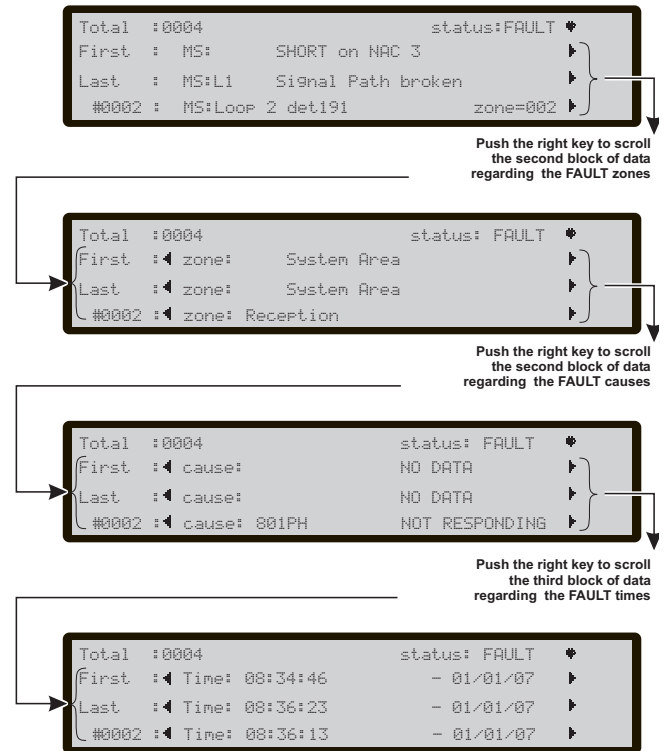 Total :0004 status:FAULT
First : MS: SHORT on NAC 3
Last : MS:L1 Signal Path broken
#0002 : MS:Loop 2 det191 zone=002
Push the right key to scroll
the second block of data
regarding the FAULT zones
Total :0004 status: FAULT
First : zone: System Area
Last : zone: System Area
#0002 : zone: Reception
Push the right key to scroll
the second block of data
regarding the FAULT causes
Total :0004 status: FAULT
First : cause: NO DATA
Last : cause: NO DATA
#0002 : cause: 801PH NOT RESPONDING
Push the right key to scroll
the third block of data
regarding the FAULT times
Total :0004 status: FAULT
First : Time: 08:34:46 - 01/01/07
Last : Time: 08:36:23 - 01/01/07
#0002 : Time: 08:36:13 - 01/01/07